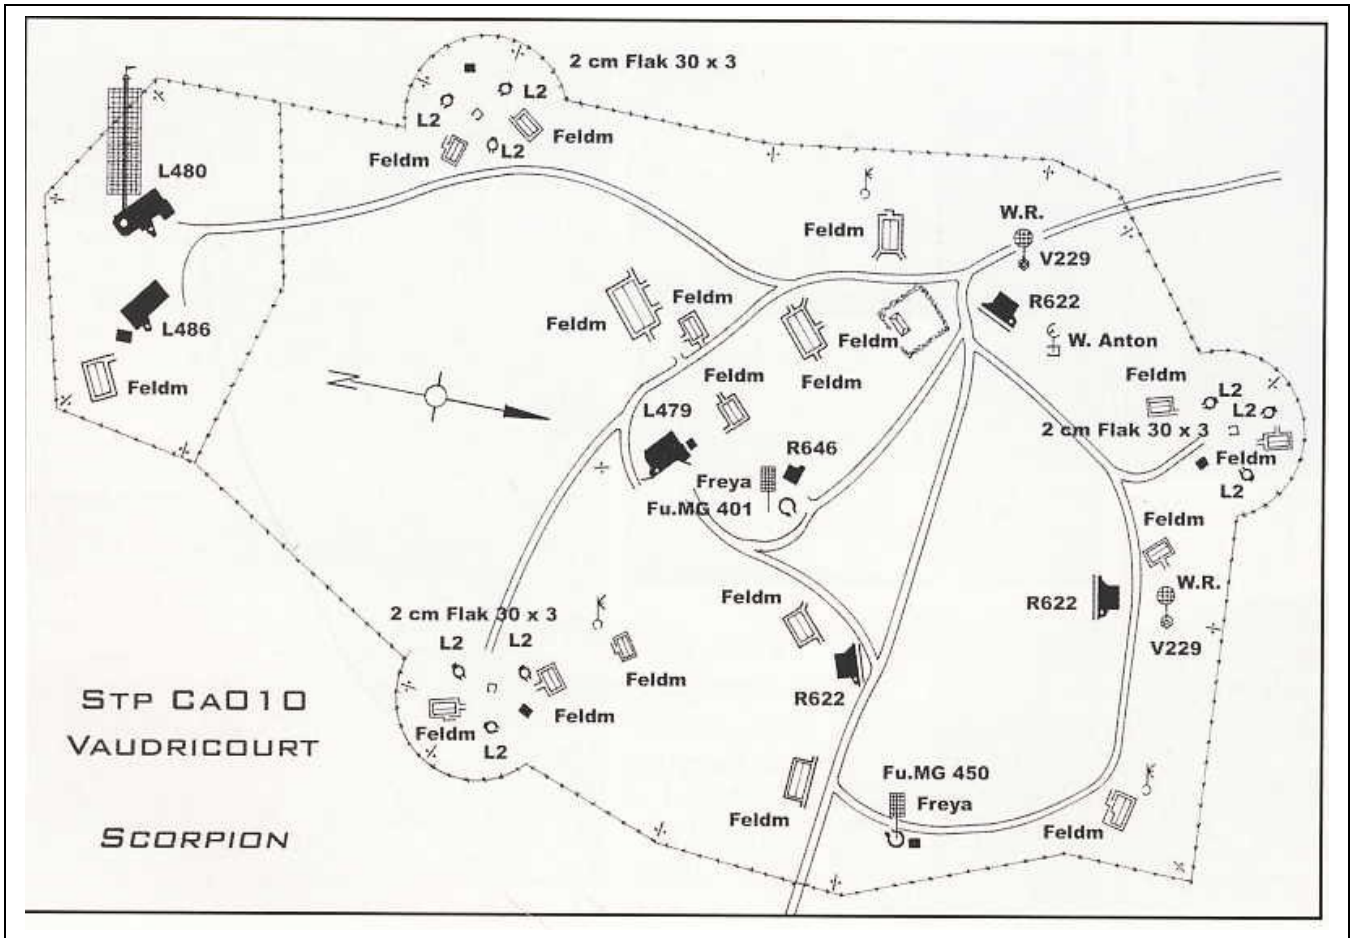 2 cm Flak 30 x 3
L2
L2
Feldm
Feldm
L2
L480
W.R.
Feldm
V229
Feldm
R622
L486
Feldm
Feldm
W. Anton
N
Feldm
Feldm
Feldm
Feldm
L479
L2
L2
2 cm Flak 30 x 3
R646
Feldm
Freya
L2
Fu.MG 401
Feldm
W.R.
Feldm
R622
2 cm Flak 30 x 3
L2
L2
V229
Feldm
R622
Stp Ca010
Feldm
Feldm
Vaudricourt
L2
Fu.MG 450
Freya
Feldm
Feldm
Scorpion